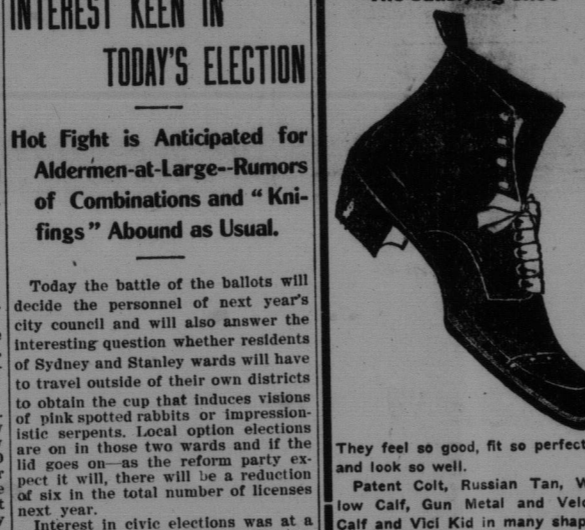 INTEREST KEEN IN
TODAY'S ELECTION
Hot Fight is Anticipated for
Aldermen-at-Large--Rumors
of Combinations and "Kni-
fings" Abound as Usual.
Today the battle of the ballots will
decide the personnel of next year's
city council and will also answer the
interesting question whether residents
of Sydney and Stanley wards will have
to travel outside of their own districts
to obtain the cup that induces visions
of pink spotted rabbits or impression-
istic serpents. Local option elections
are on in those two wards and if the
lid goes on—as the reform party ex-
pect it will, there will be a reduction
of six in the total number of licenses
next year.
Interest in civic elections was at a
They feel so good, fit so perfect
and look so well.
Patent Colt, Russian Tan, W
low Calf, Gun Metal and Velo
Calf and Vici Kid in many shap